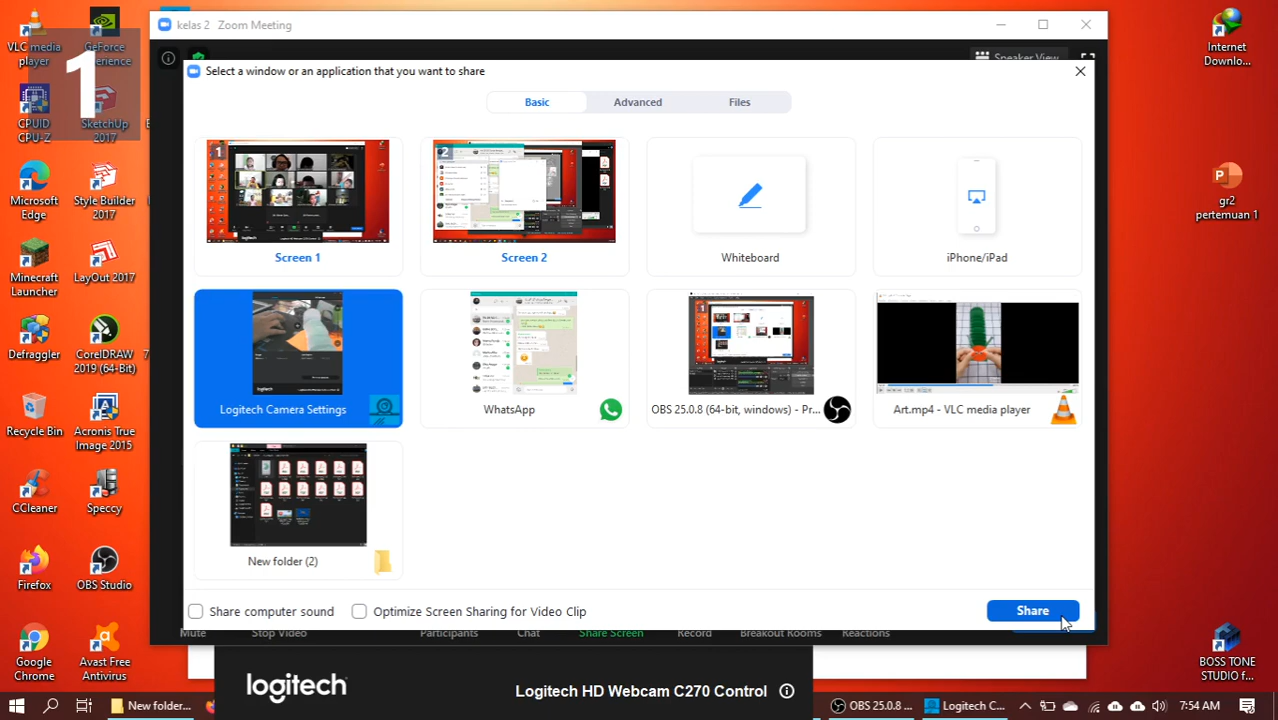 kelas 2  Zoom Meeting
VLC media
player
GeForce
Experience
1
Internet
Downlo...
Speaker View
Select a window or an application that you want to share
Basic
Advanced
Files
CPUID
CPU-Z
SketchUp
2017
Screen 1
Screen 2
Whiteboard
iPhone/iPad
Microsoft
Edge
Style Builder
2017
gr2
pertemuan 1
Minecraft
Launcher
LayOut 2017
Defraggler
CorelDRAW
2019 (64-Bit)
logitech
Logitech Camera Settings
WhatsApp
OBS 25.0.8 (64-bit, windows) - Pr...
Art.mp4 - VLC media player
Recycle Bin
Acronis True
Image 2015
CCleaner
Speccy
New folder (2)
Firefox
OBS Studio
Share computer sound
Optimize Screen Sharing for Video Clip
Share
Mute
Stop Video
Participants
Chat
Share Screen
Record
Breakout Rooms
Reactions
Google
Chrome
Avast Free
Antivirus
BOSS TONE
STUDIO f...
logitech
Logitech HD Webcam C270 Control
New folder...
OBS 25.0.8 ...
Logitech C...
7:54 AM